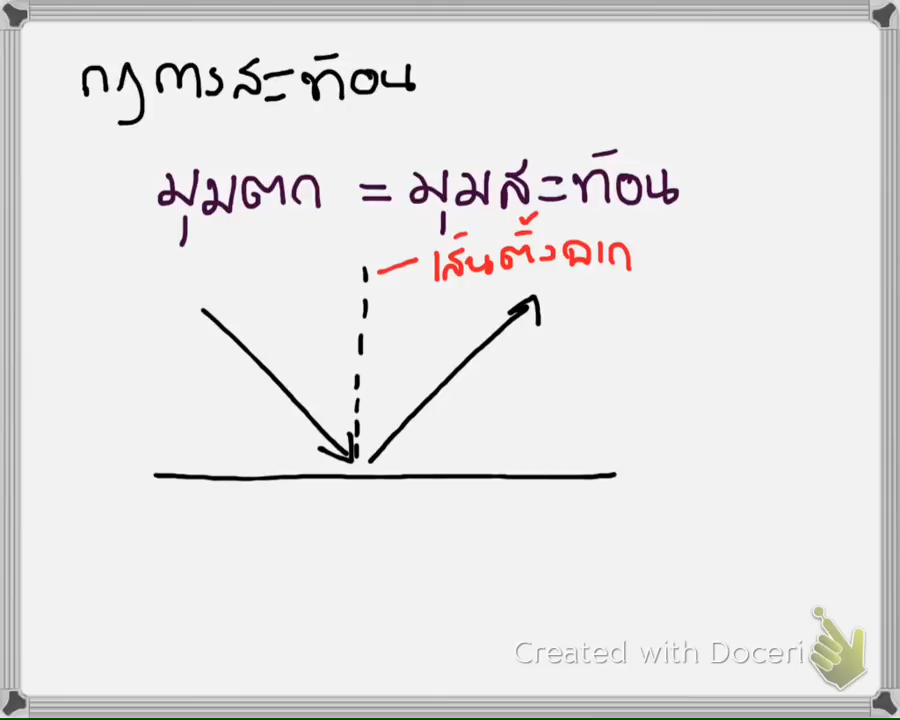 กฎการสะท้อน
มุมตก = มุมสะท้อน
เส้นตั้งฉาก
Created with Doceri